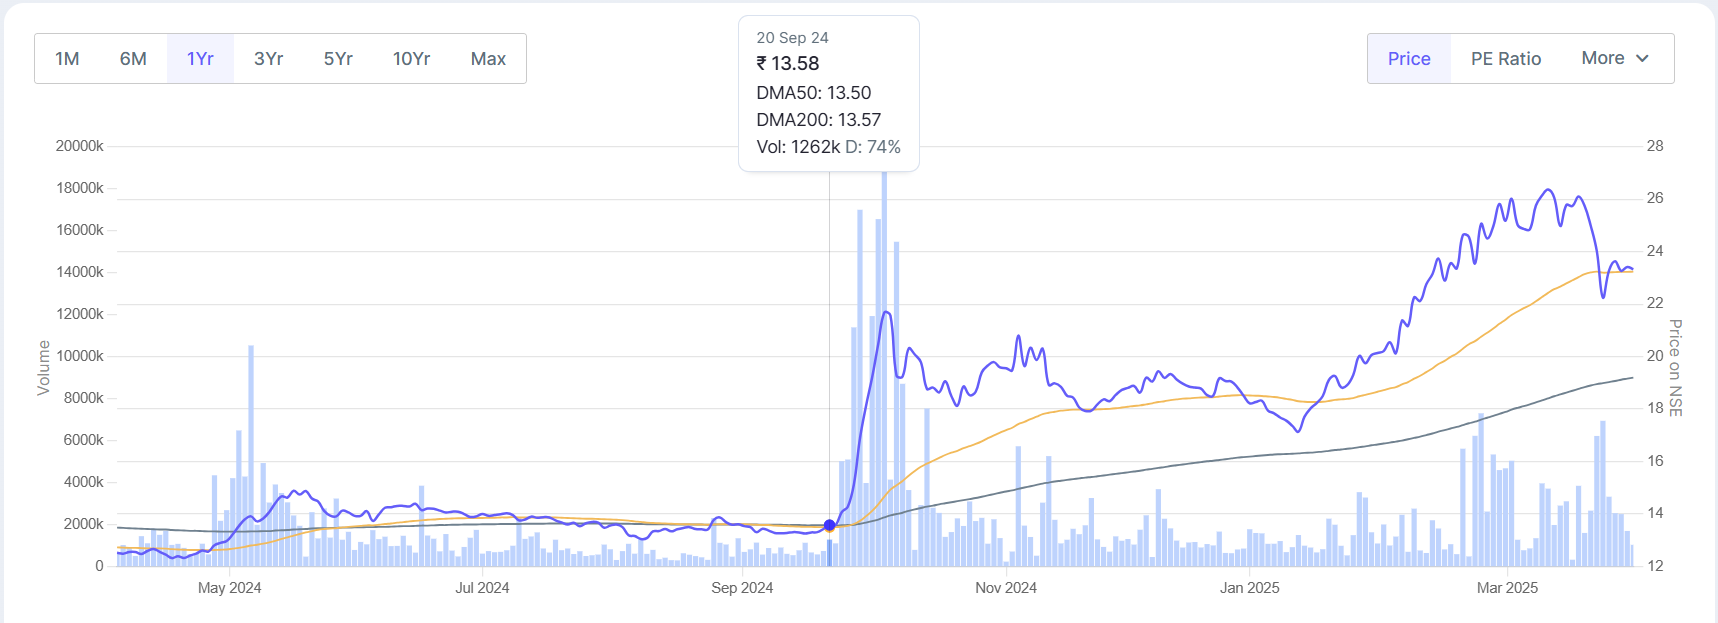 20 Sep 24
₹ 13.58
DMA50: 13.50
DMA200: 13.57
Vol: 1262k D: 74%
1M 6M 1Yr 3Yr 5Yr 10Yr Max
Price PE Ratio More
20000k
18000k
16000k
14000k
12000k
10000k
8000k
6000k
4000k
2000k
0
Volume
28
26
24
22
20
18
16
14
12
Price on NSE
May 2024 Jul 2024 Sep 2024 Nov 2024 Jan 2025 Mar 2025